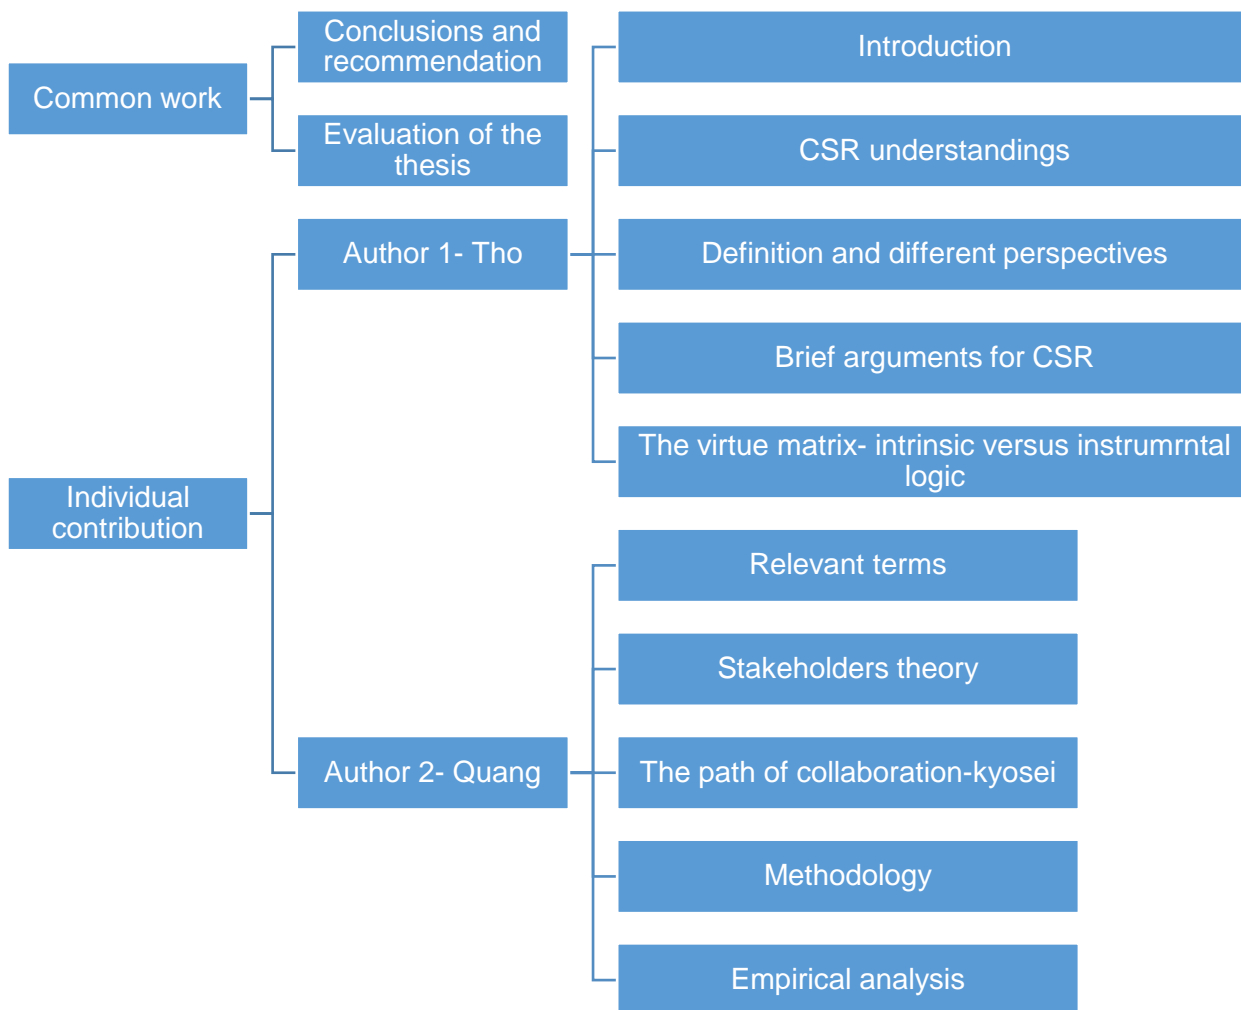 Common work
Conclusions and
recommendation
Evaluation of the
thesis
Individual
contribution
Author 1- Tho
Introduction
CSR understandings
Definition and different perspectives
Brief arguments for CSR
The virtue matrix- intrinsic versus instrumrntal
logic
Author 2- Quang
Relevant terms
Stakeholders theory
The path of collaboration-kyosei
Methodology
Empirical analysis